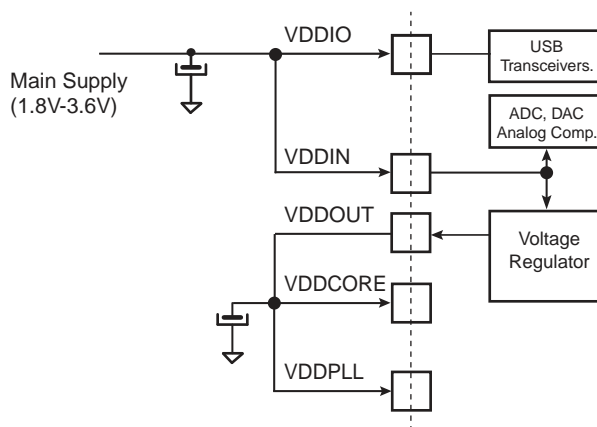 VDDIO
USB
Transceivers.
Main Supply
(1.8V-3.6V)
ADC, DAC
Analog Comp.
VDDIN
VDDOUT
Voltage
Regulator
VDDCORE
VDDPLL